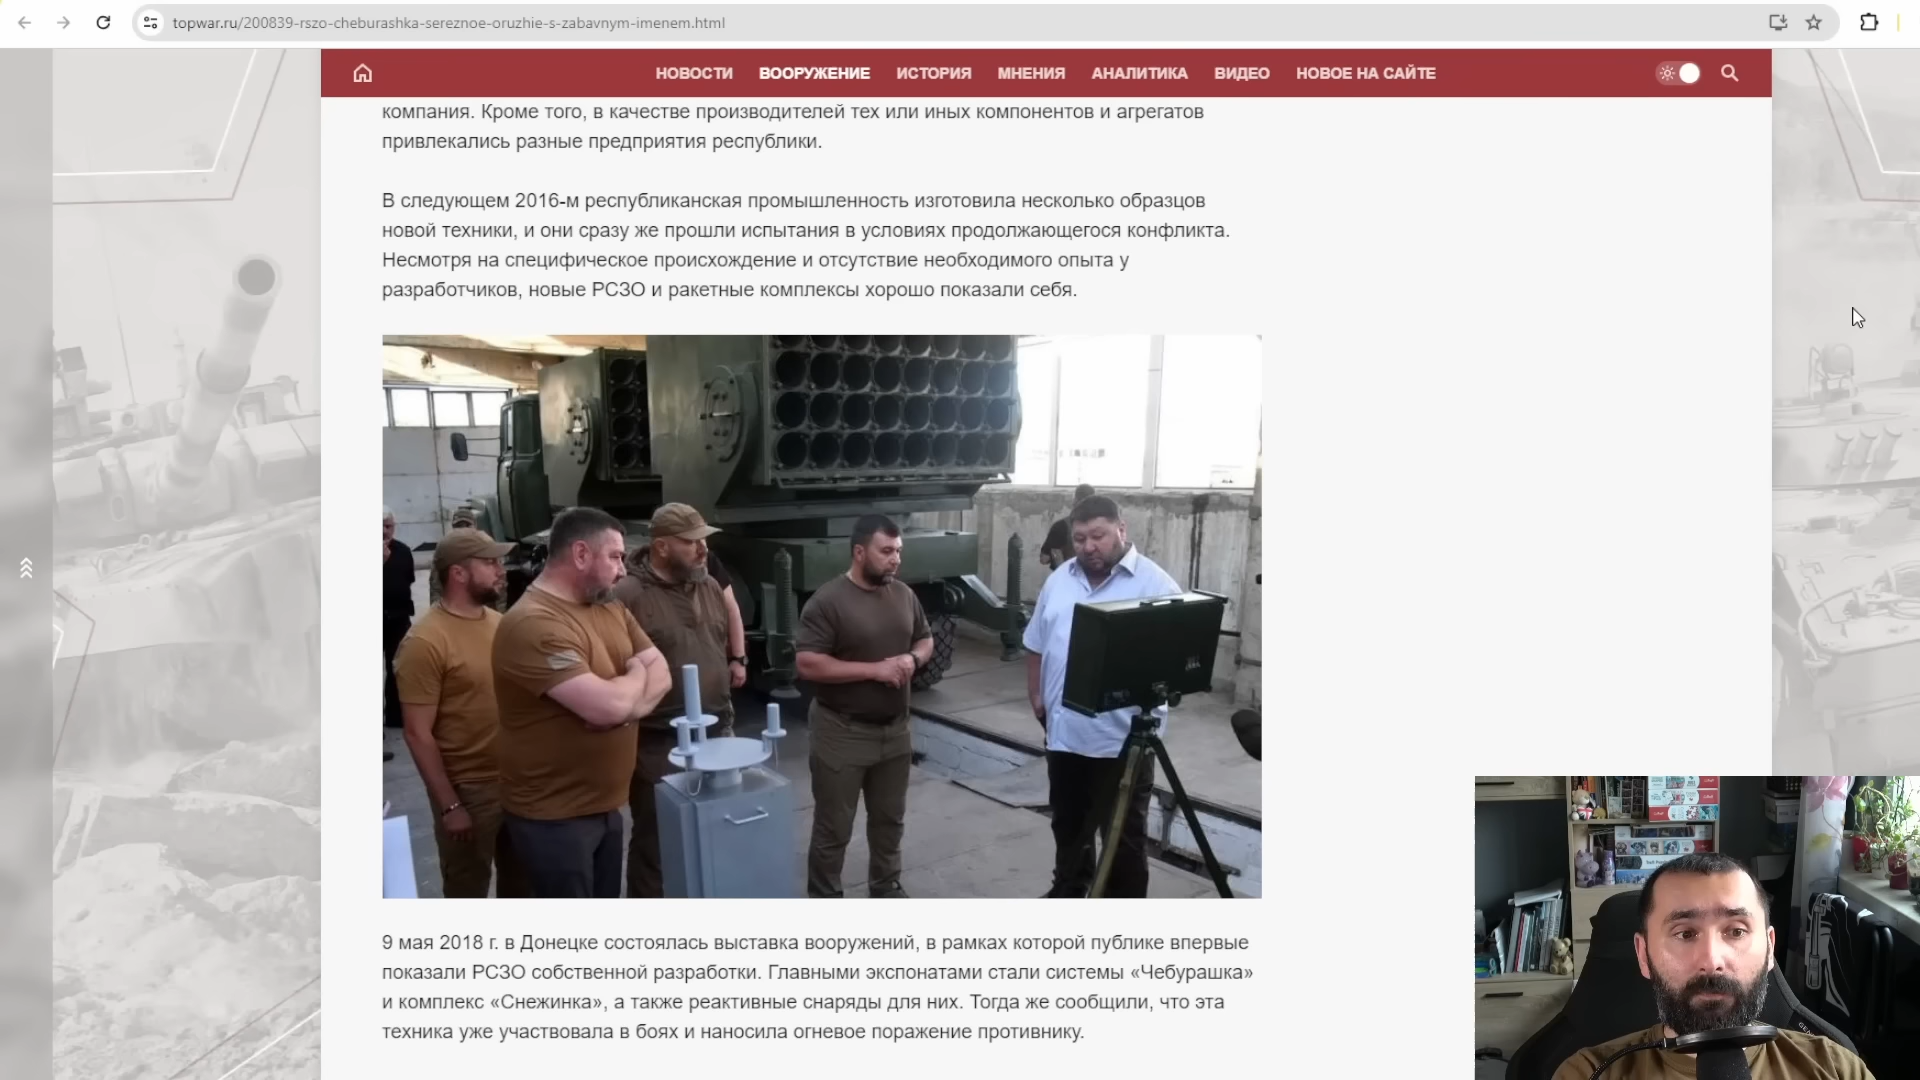 topwar.ru/200839-rszo-cheburashka-sereznoe-oruzhie-s-zabavnym-imenem.html
НОВОСТИ ВООРУЖЕНИЕ ИСТОРИЯ МНЕНИЯ АНАЛИТИКА ВИДЕО НОВОЕ НА САЙТЕ
компания. Кроме того, в качестве производителей тех или иных компонентов и агрегатов
привлекались разные предприятия республики.
В следующем 2016-м республиканская промышленность изготовила несколько образцов
новой техники, и они сразу же прошли испытания в условиях продолжающегося конфликта.
Несмотря на специфическое происхождение и отсутствие необходимого опыта у
разработчиков, новые РСЗО и ракетные комплексы хорошо показали себя.
9 мая 2018 г. в Донецке состоялась выставка вооружений, в рамках которой публике впервые
показали РСЗО собственной разработки. Главными экспонатами стали системы «Чебурашка»
и комплекс «Снежинка», а также реактивные снаряды для них. Тогда же сообщили, что эта
техника уже участвовала в боях и наносила огневое поражение противнику.